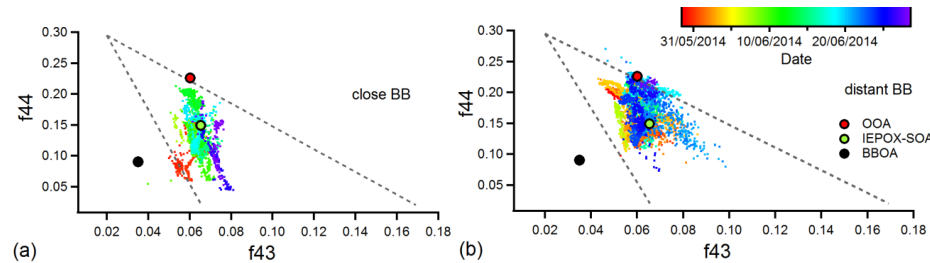 31/05/2014 10/06/2014 20/06/2014
Date
0.30
0.25
0.20
0.15
0.10
0.05
f44
close BB
0.02 0.04 0.06 0.08 0.10 0.12 0.14 0.16 0.18
(a) f43
0.30
0.25
0.20
0.15
0.10
0.05
f44
distant BB
OOA
IEPOX-SOA
BBOA
0.02 0.04 0.06 0.08 0.10 0.12 0.14 0.16 0.18
(b) f43